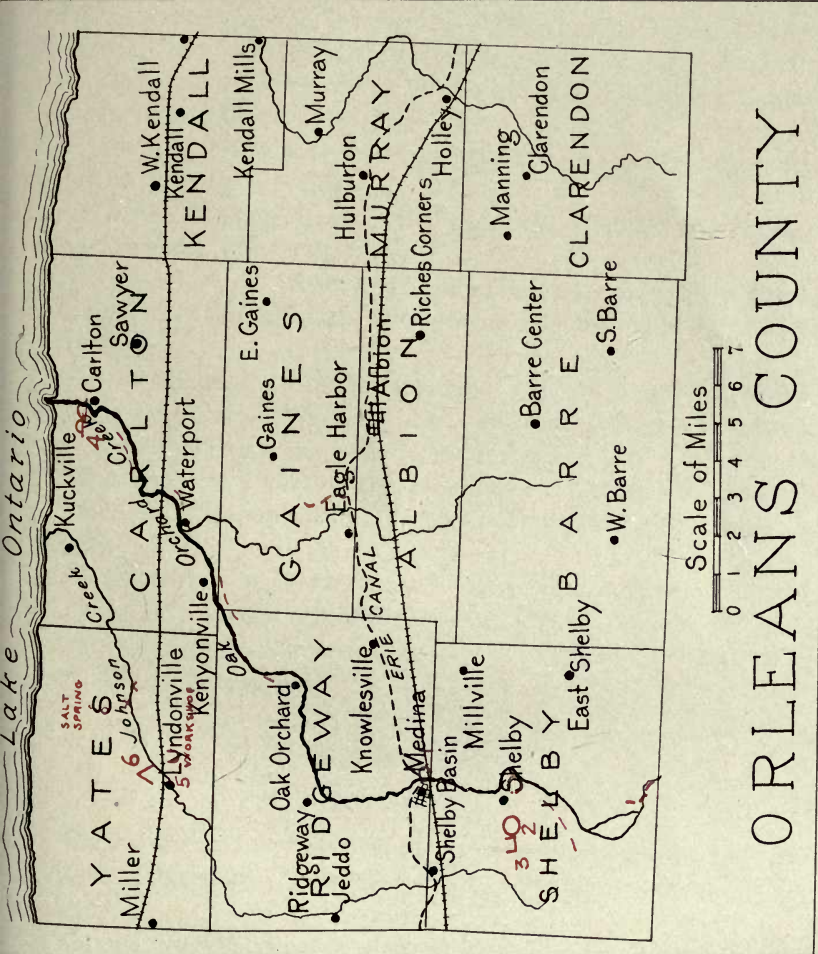 Lake Ontario
Miller
YATES
SALT
SPRING
6
Johnson
Creek
Kuckville
Lyndonville
5 WORKSHOP
CARLTON
Carlton
4
Sawyer
Waterport
Kenyonville
Oak
Orchard
Creek
W. Kendall
Kendall
KENDALL
Kendall Mills
Murray
MURRAY
Hulburton
Holley
Ridgeway
RIDGEWAY
Jeddo
Oak Orchard
Knowlesville
ERIE
CANAL
Medina
GAINES
Gaines
E. Gaines
Eagle Harbor
ALBION
Albion
Riches Corners
Shelby Basin
Shelby
SHELBY
3
2
1
Millville
East Shelby
BARRE
Barre Center
W. Barre
S. Barre
CLARENDON
Manning
Clarendon
Scale of Miles
0 1 2 3 4 5 6 7
ORLEANS COUNTY